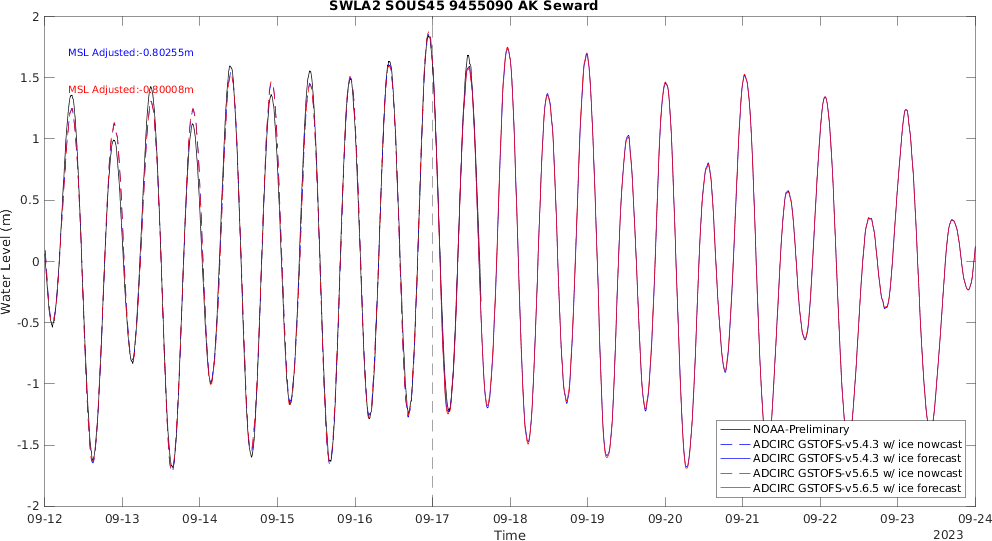 SWLA2 SOUS45 9455090 AK Seward
MSL Adjusted:-0.80255m
MSL Adjusted:-0.80008m
Water Level (m)
2
1.5
1
0.5
0
-0.5
-1
-1.5
-2
NOAA-Preliminary
ADCIRC GSTOFS-v5.4.3 w/ ice nowcast
ADCIRC GSTOFS-v5.4.3 w/ ice forecast
ADCIRC GSTOFS-v5.6.5 w/ ice nowcast
ADCIRC GSTOFS-v5.6.5 w/ ice forecast
09-12 09-13 09-14 09-15 09-16 09-17 09-18 09-19 09-20 09-21 09-22 09-23 09-24
Time
2023